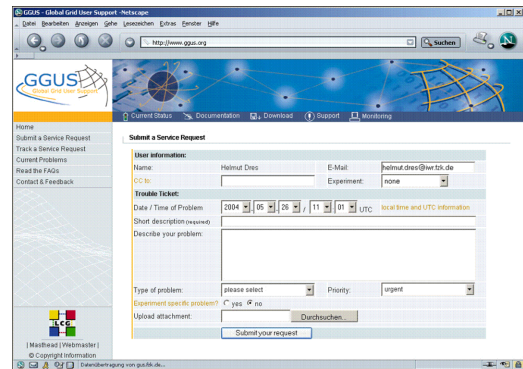 GGUS - Global Grid User Support - Netscape
Datei Bearbeiten Anzeigen Gehe Lesezeichen Extras Fenster Hilfe
http://www.ggus.org
Suchen
N
GGUS
Global Grid User Support
Current Status Documentation Download Support Monitoring
Home
Submit a Service Request
Track a Service Request
Current Problems
Read the FAQs
Contact & Feedback
LCG
| Masthead | Webmaster |
© Copyright Information
Submit a Service Request
User information:
Name: Helmut Dres E-Mail: helmut.dres@iwr.fzk.de
CC to: Experiment: none
Trouble Ticket:
Date / Time of Problem 2004 . 05 . 26 / 11 . 01 UTC local time and UTC information
Short description (required)
Describe your problem:
Type of problem: please select Priority: urgent
Experiment specific problem? yes no
Upload attachment: Durchsuchen...
Submit your request
Datenübertragung von gus.fzk.de...